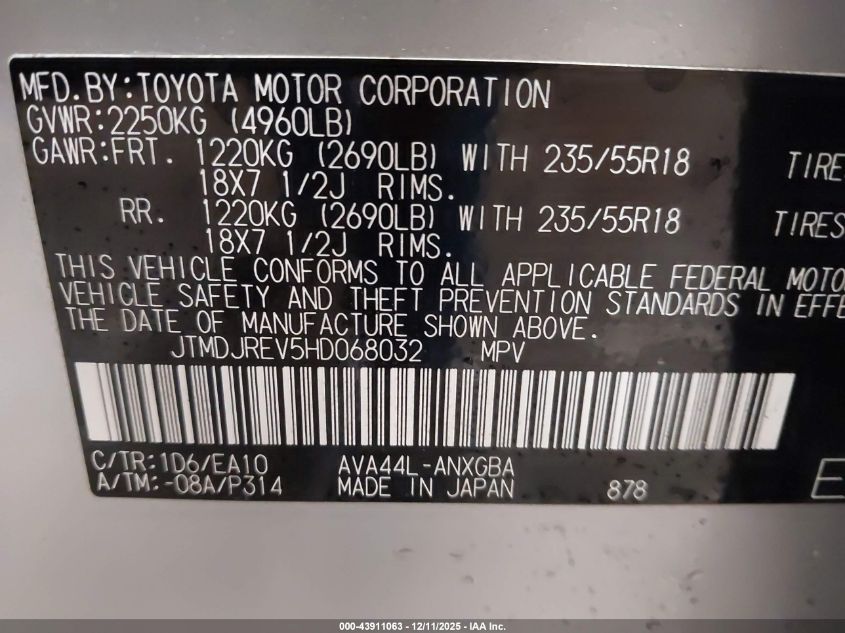 MFD.BY:TOYOTA MOTOR CORPORATION
GVWR:2250KG (4960LB)
GAWR:FRT. 1220KG (2690LB) WITH 235/55R18 TIRE
18X7 1/2J RIMS.
RR. 1220KG (2690LB) WITH 235/55R18 TIRES
18X7 1/2J RIMS.
THIS VEHICLE CONFORMS TO ALL APPLICABLE FEDERAL MOTO
VEHICLE SAFETY AND THEFT PREVENTION STANDARDS IN EFFE
THE DATE OF MANUFACTURE SHOWN ABOVE.
JTMDJREV5HD068032 MPV
C/TR:1D6/EA10 AVA44L-ANXGBA
A/TM:-08A/P314 MADE IN JAPAN 878 E
000-43911063 - 12/11/2025 - IAA Inc.